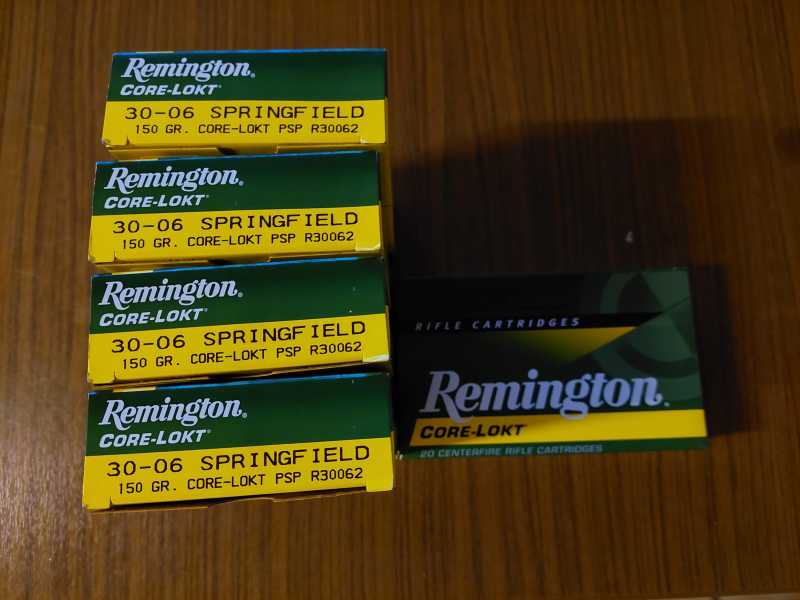 Remington®
CORE-LOKT®
30-06 SPRINGFIELD
150 GR. CORE-LOKT PSP R30062
Remington®
CORE-LOKT®
30-06 SPRINGFIELD
150 GR. CORE-LOKT PSP R30062
Remington®
CORE-LOKT®
30-06 SPRINGFIELD
150 GR. CORE-LOKT PSP R30062
Remington®
CORE-LOKT®
30-06 SPRINGFIELD
150 GR. CORE-LOKT PSP R30062
RIFLE CARTRIDGES
Remington®
CORE-LOKT®
20 CENTERFIRE RIFLE CARTRIDGES